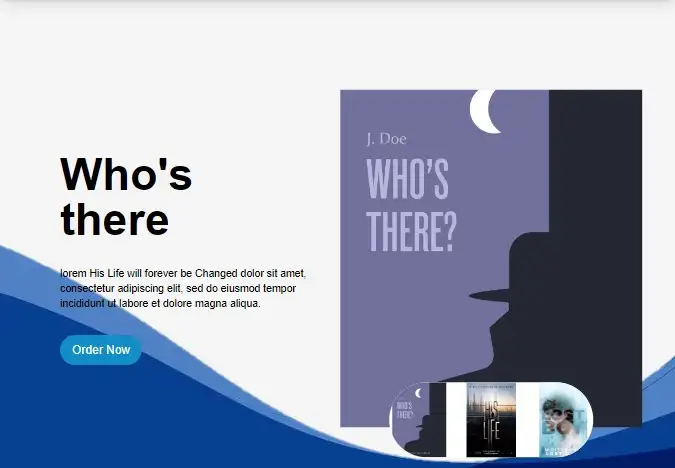 Who's
there
lorem His Life will forever be Changed dolor sit amet,
consectetur adipiscing elit, sed do eiusmod tempor
incididunt ut labore et dolore magna aliqua.
Order Now
J. Doe
WHO'S
THERE?
WHO'S
THERE?
HIS
LIFE